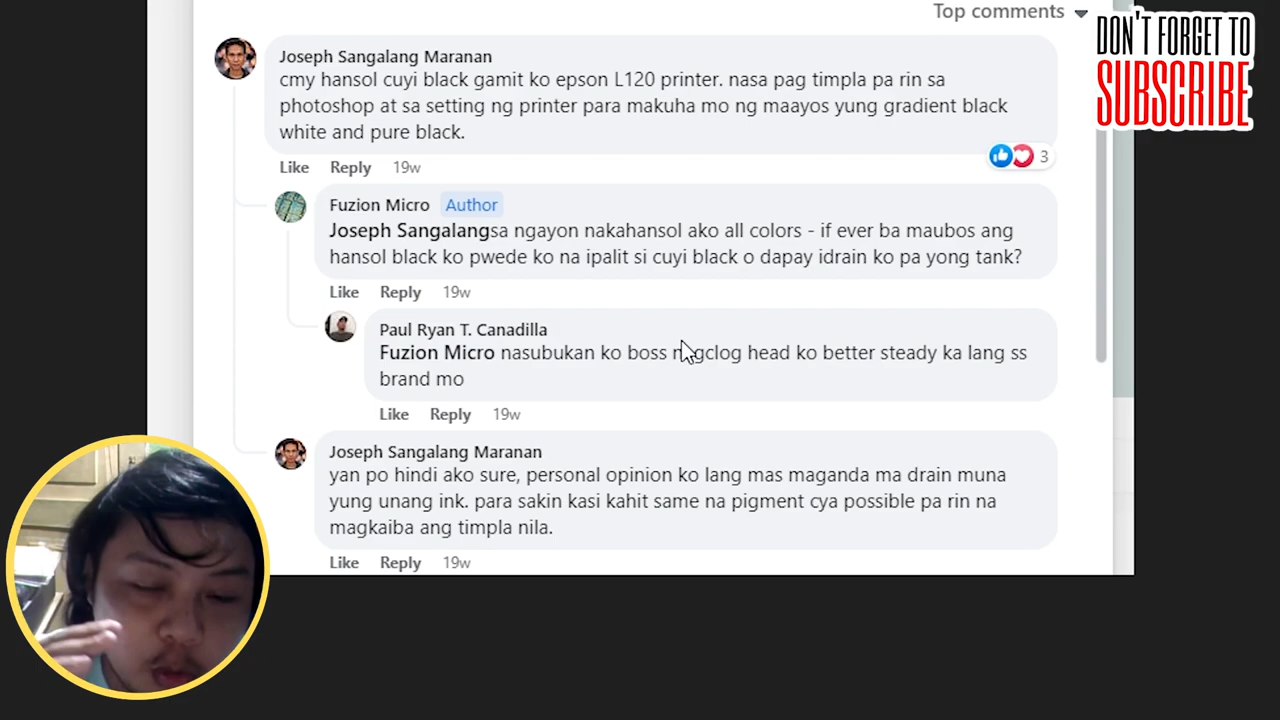 Top comments
DON'T FORGET TO
SUBSCRIBE
Joseph Sangalang Maranan
cmy hansol cuyi black gamit ko epson L120 printer. nasa pag timpla pa rin sa
photoshop at sa setting ng printer para makuha mo ng maayos yung gradient black
white and pure black.
3
Like Reply 19w
Fuzion Micro Author
Joseph Sangalangsa ngayon nakahansol ako all colors - if ever ba maubos ang
hansol black ko pwede ko na ipalit si cuyi black o dapay idrain ko pa yong tank?
Like Reply 19w
Paul Ryan T. Canadilla
Fuzion Micro nasubukan ko boss nagclog head ko better steady ka lang ss
brand mo
Like Reply 19w
Joseph Sangalang Maranan
yan po hindi ako sure, personal opinion ko lang mas maganda ma drain muna
yung unang ink. para sakin kasi kahit same na pigment cya possible pa rin na
magkaiba ang timpla nila.
Like Reply 19w